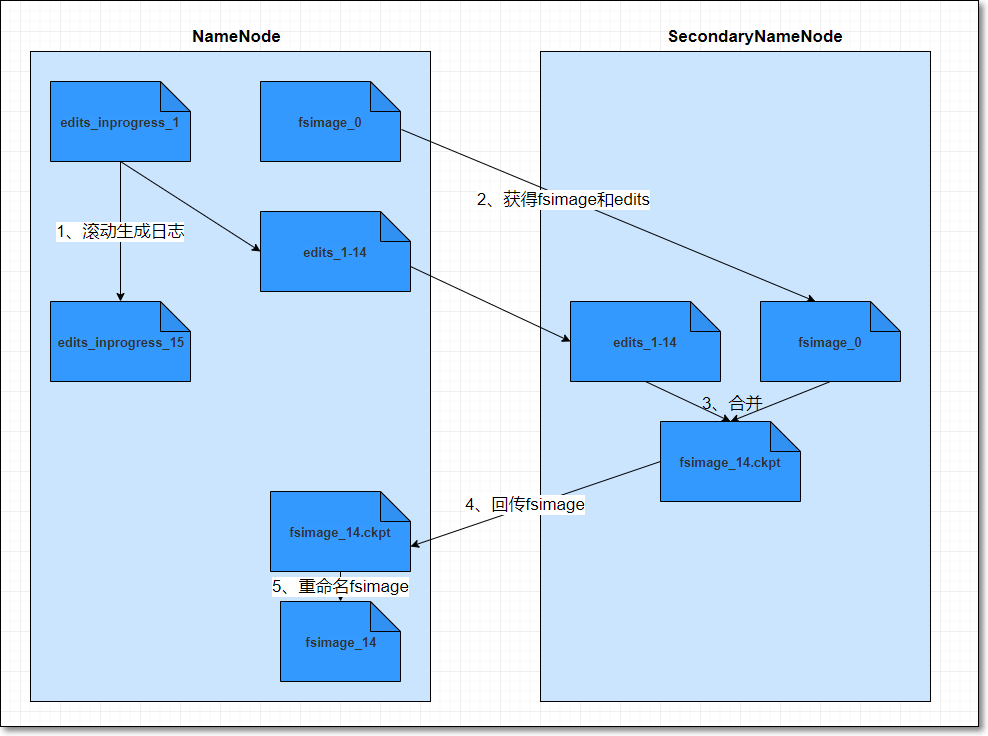 NameNode
SecondaryNameNode
edits_inprogress_1
fsimage_0
2、获得fsimage和edits
1、滚动生成日志
edits_1-14
edits_inprogress_15
edits_1-14
fsimage_0
3、合并
fsimage_14.ckpt
4、回传fsimage
fsimage_14.ckpt
5、重命名fsimage
fsimage_14